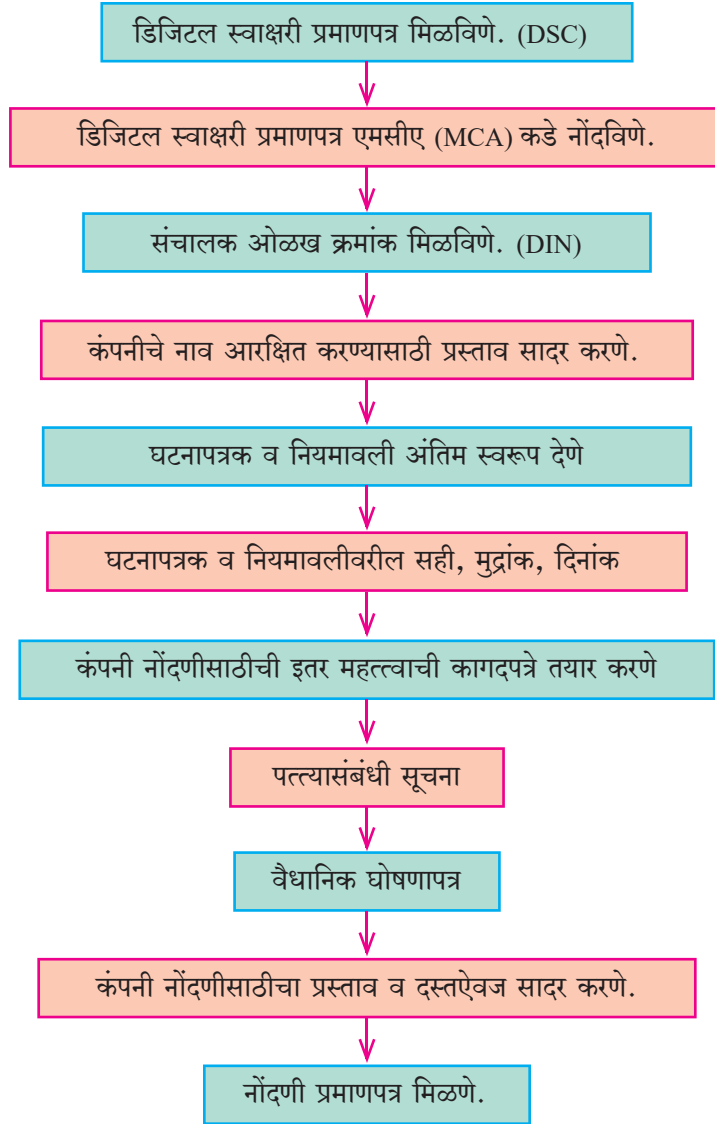 डिजिटल स्वाक्षरी प्रमाणपत्र मिळविणे. (DSC)
डिजिटल स्वाक्षरी प्रमाणपत्र एमसीए (MCA) कडे नोंदविणे.
संचालक ओळख क्रमांक मिळविणे. (DIN)
कंपनीचे नाव आरक्षित करण्यासाठी प्रस्ताव सादर करणे.
घटनापत्रक व नियमावली अंतिम स्वरूप देणे
घटनापत्रक व नियमावलीवरील सही, मुद्रांक, दिनांक
कंपनी नोंदणीसाठीची इतर महत्त्वाची कागदपत्रे तयार करणे
पत्त्यासंबंधी सूचना
वैधानिक घोषणापत्र
कंपनी नोंदणीसाठीचा प्रस्ताव व दस्तऐवज सादर करणे.
नोंदणी प्रमाणपत्र मिळणे.